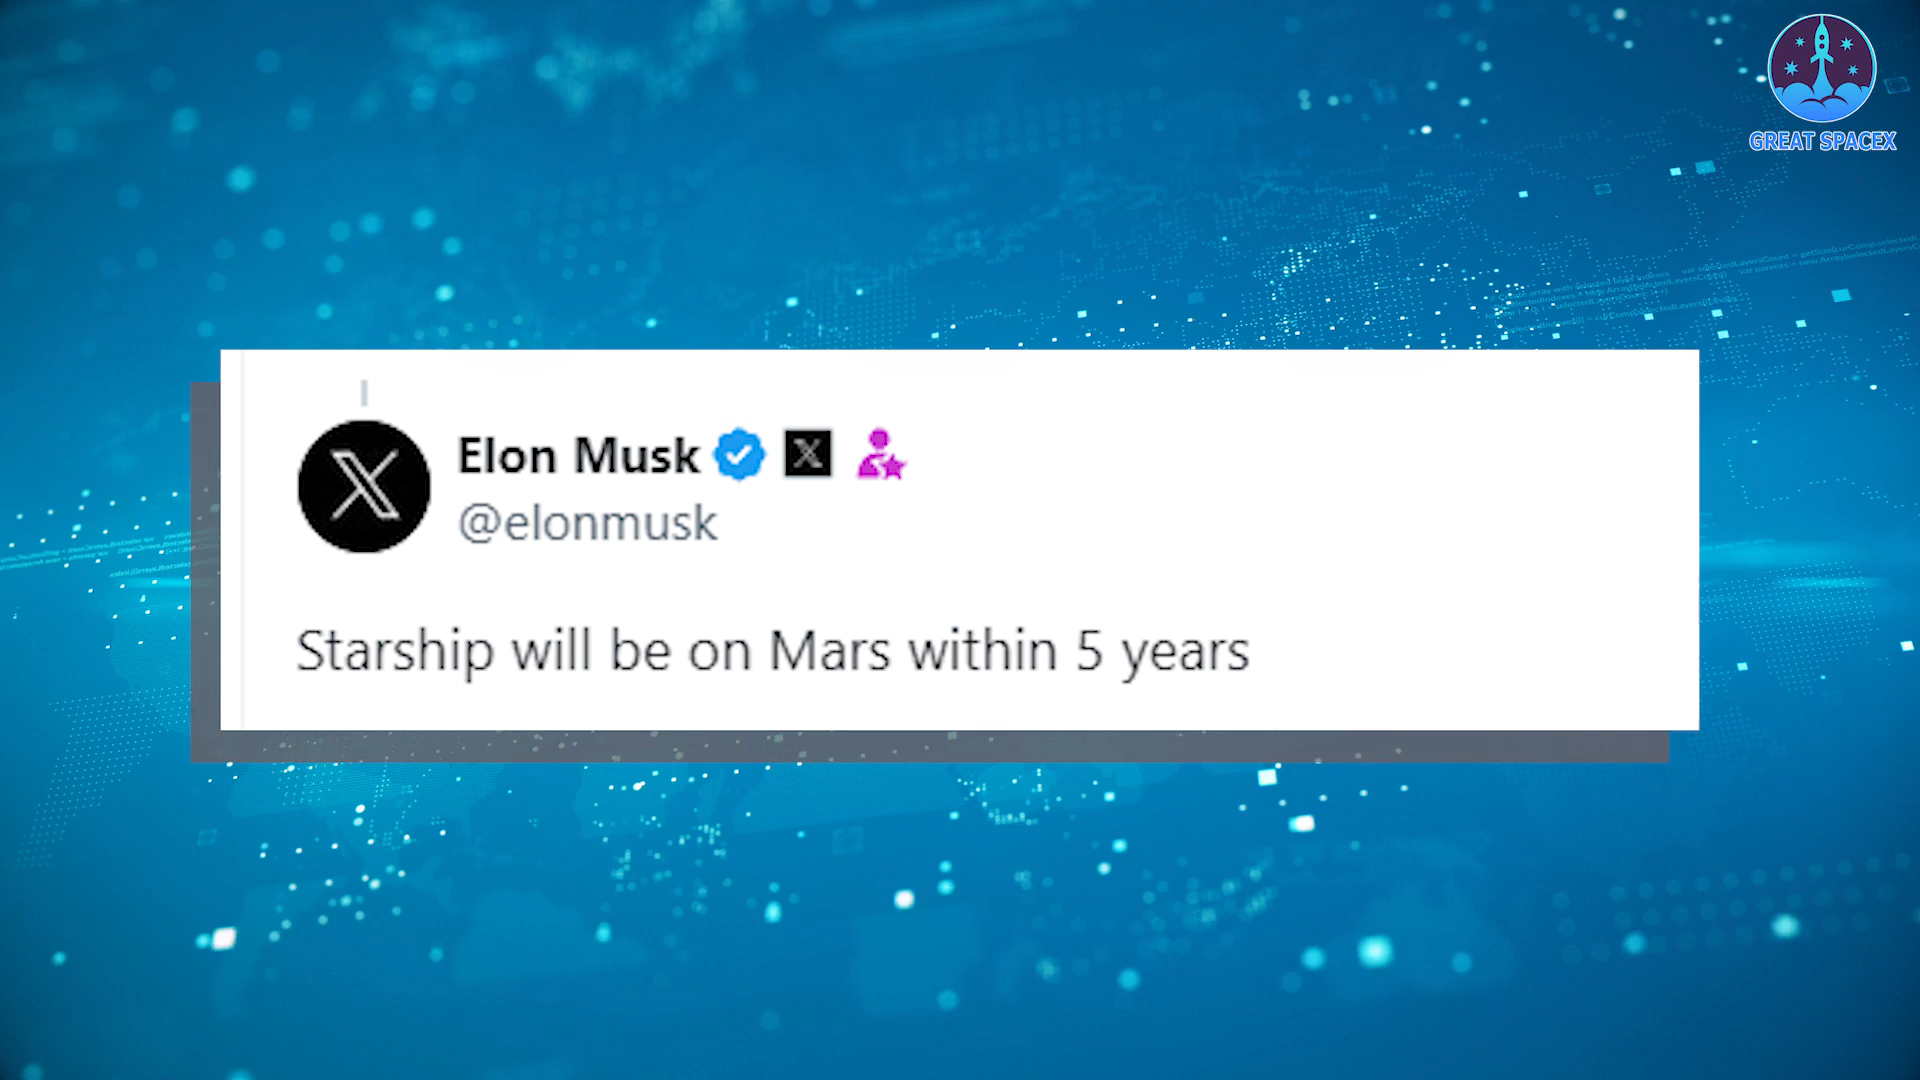 GREAT SPACEX
Elon Musk
@elonmusk
Starship will be on Mars within 5 years